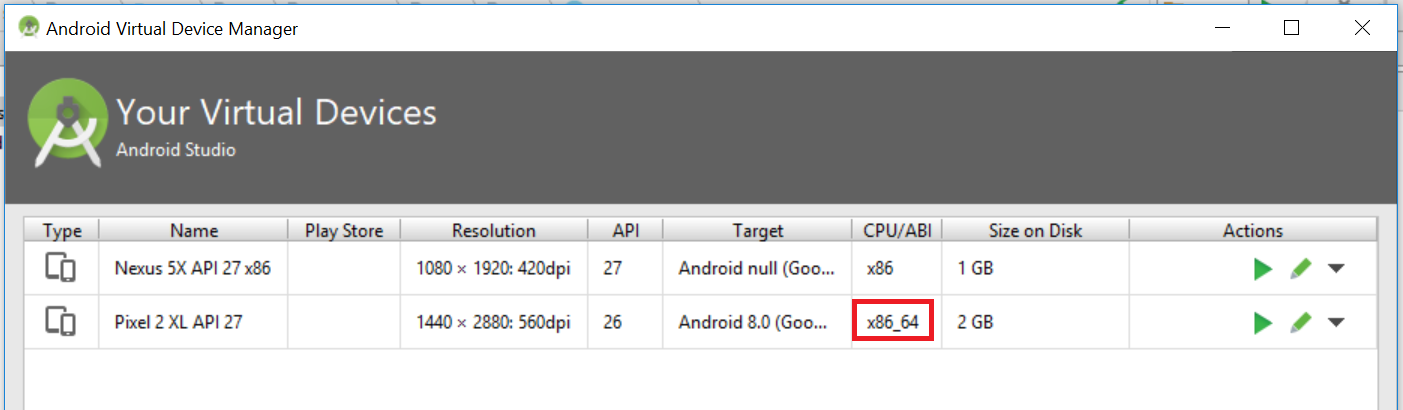 Android Virtual Device Manager
Your Virtual Devices
Android Studio
Type Name Play Store Resolution API Target CPU/ABI Size on Disk Actions
Nexus 5X API 27 x86 1080 × 1920: 420dpi 27 Android null (Goo... x86 1 GB
Pixel 2 XL API 27 1440 × 2880: 560dpi 26 Android 8.0 (Goo... x86_64 2 GB